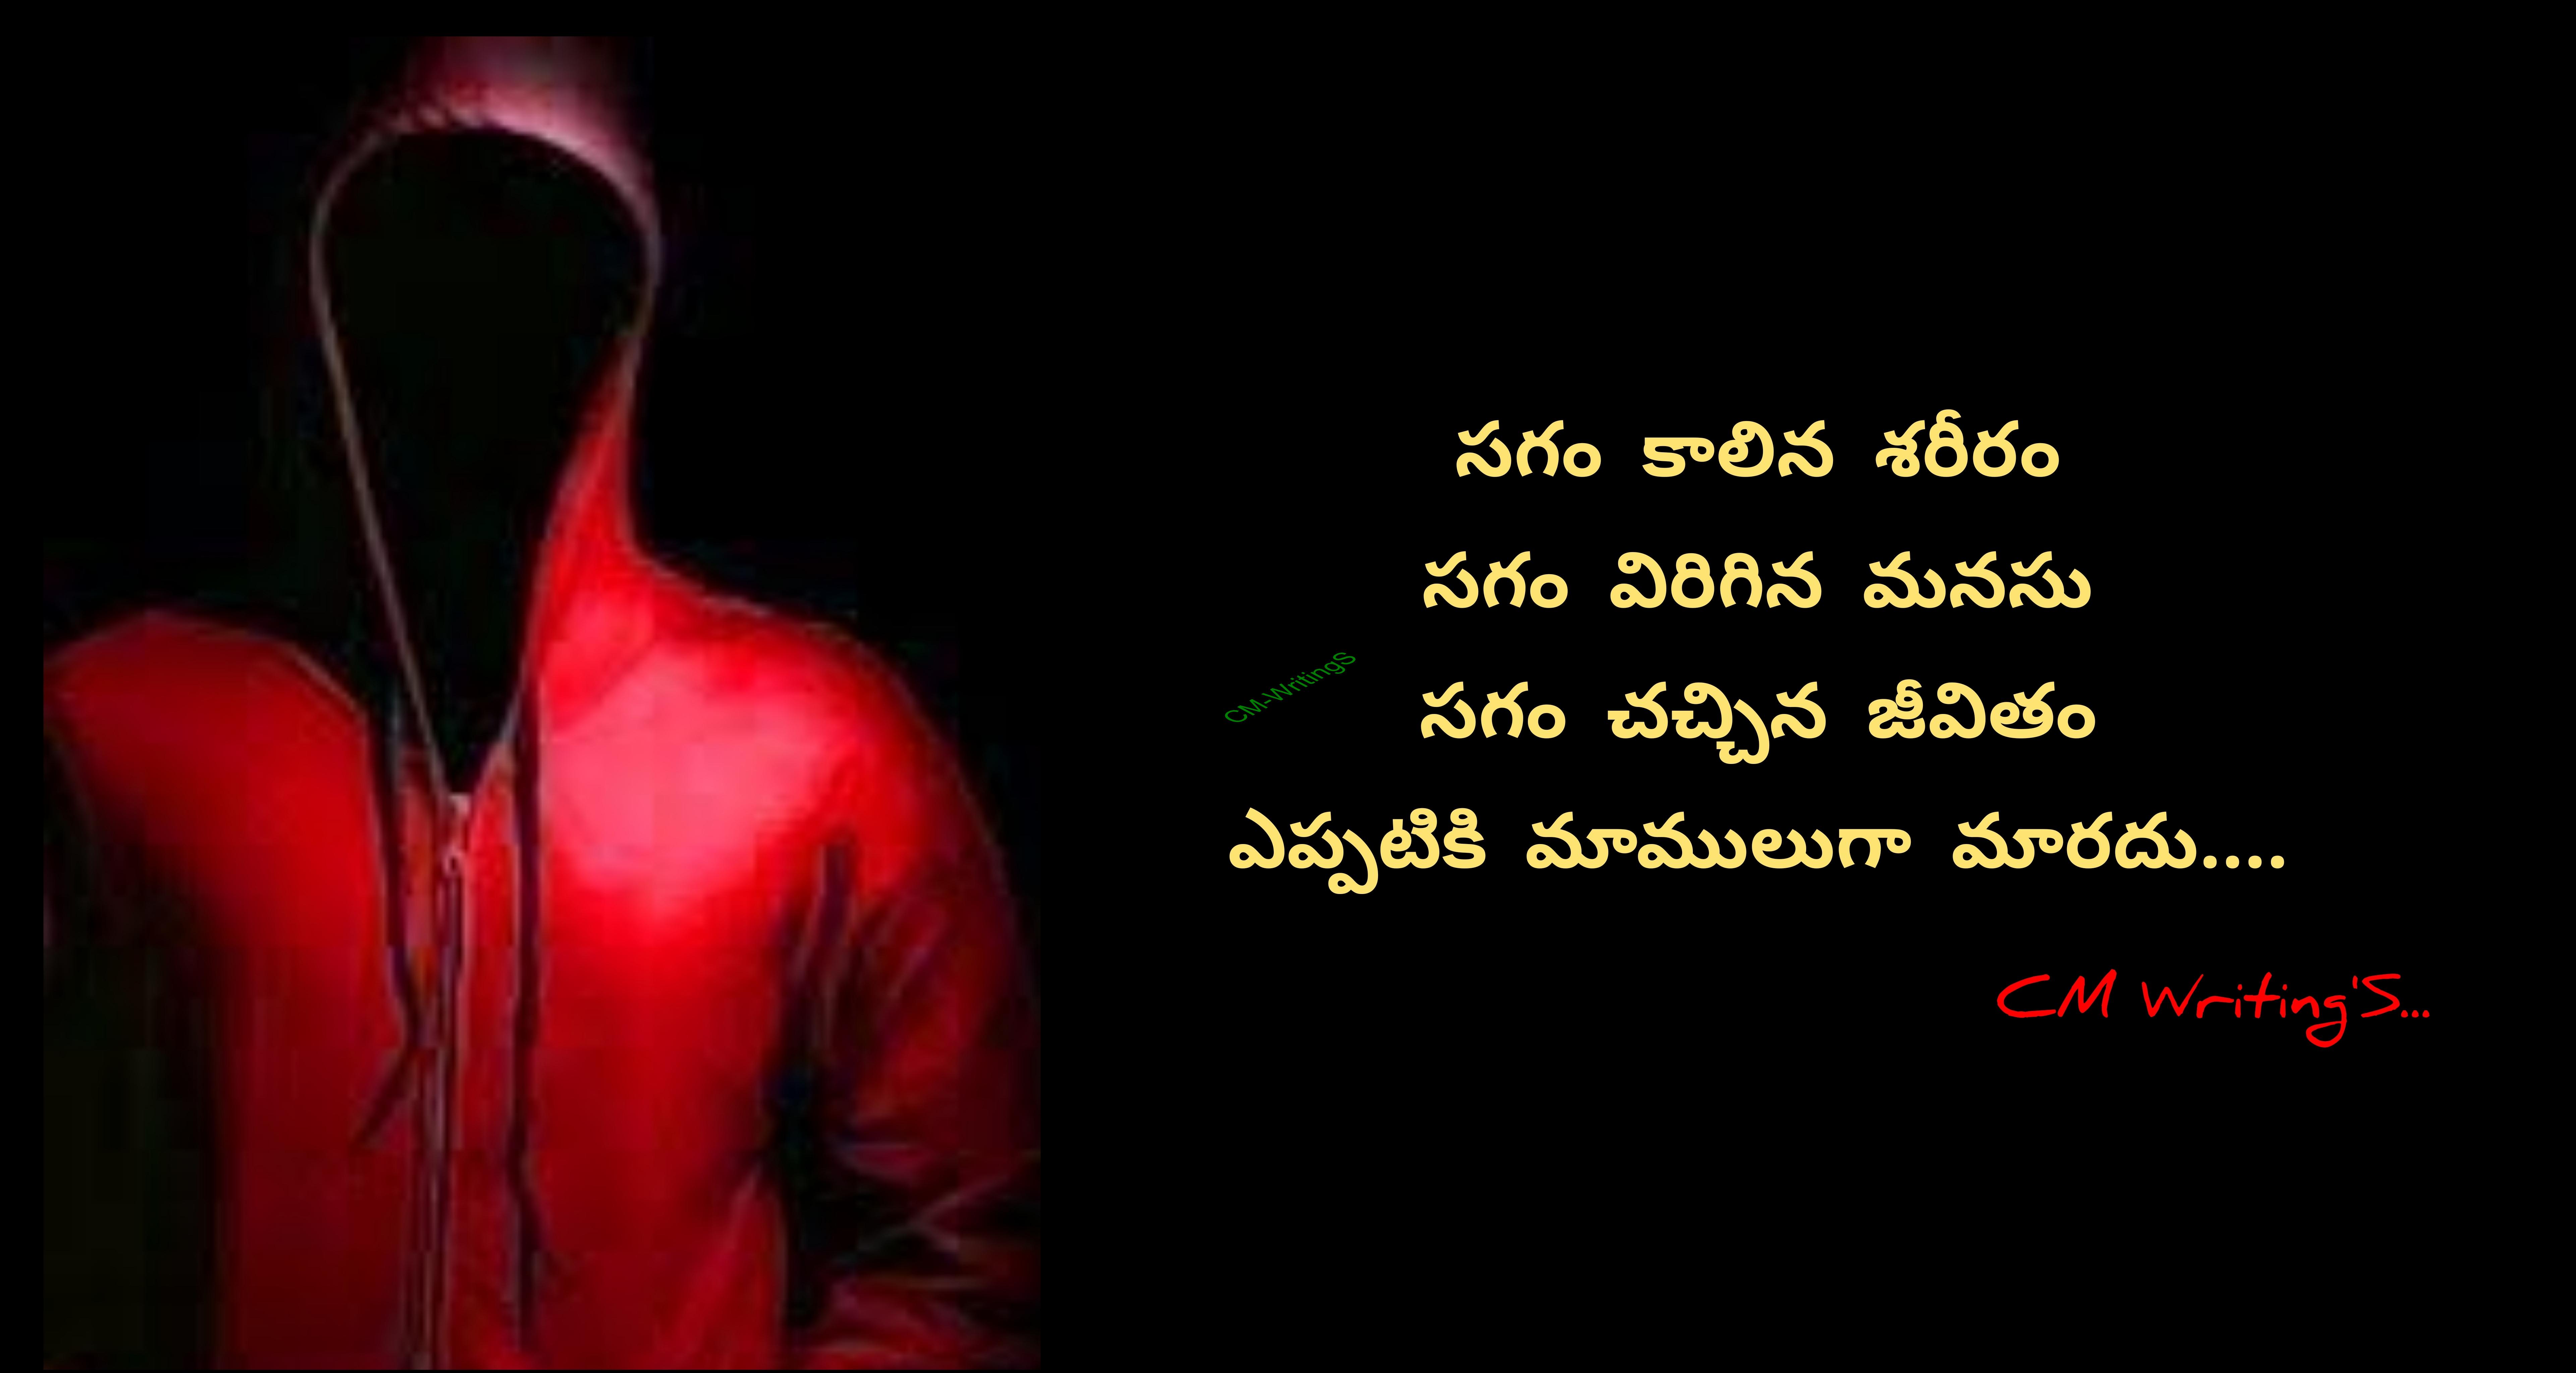 సగం కాలిన శరీరం
సగం విరిగిన మనసు
CM-WritingS
సగం చచ్చిన జీవితం
ఎప్పటికి మాములుగా మారదు....
CM Writing'S...